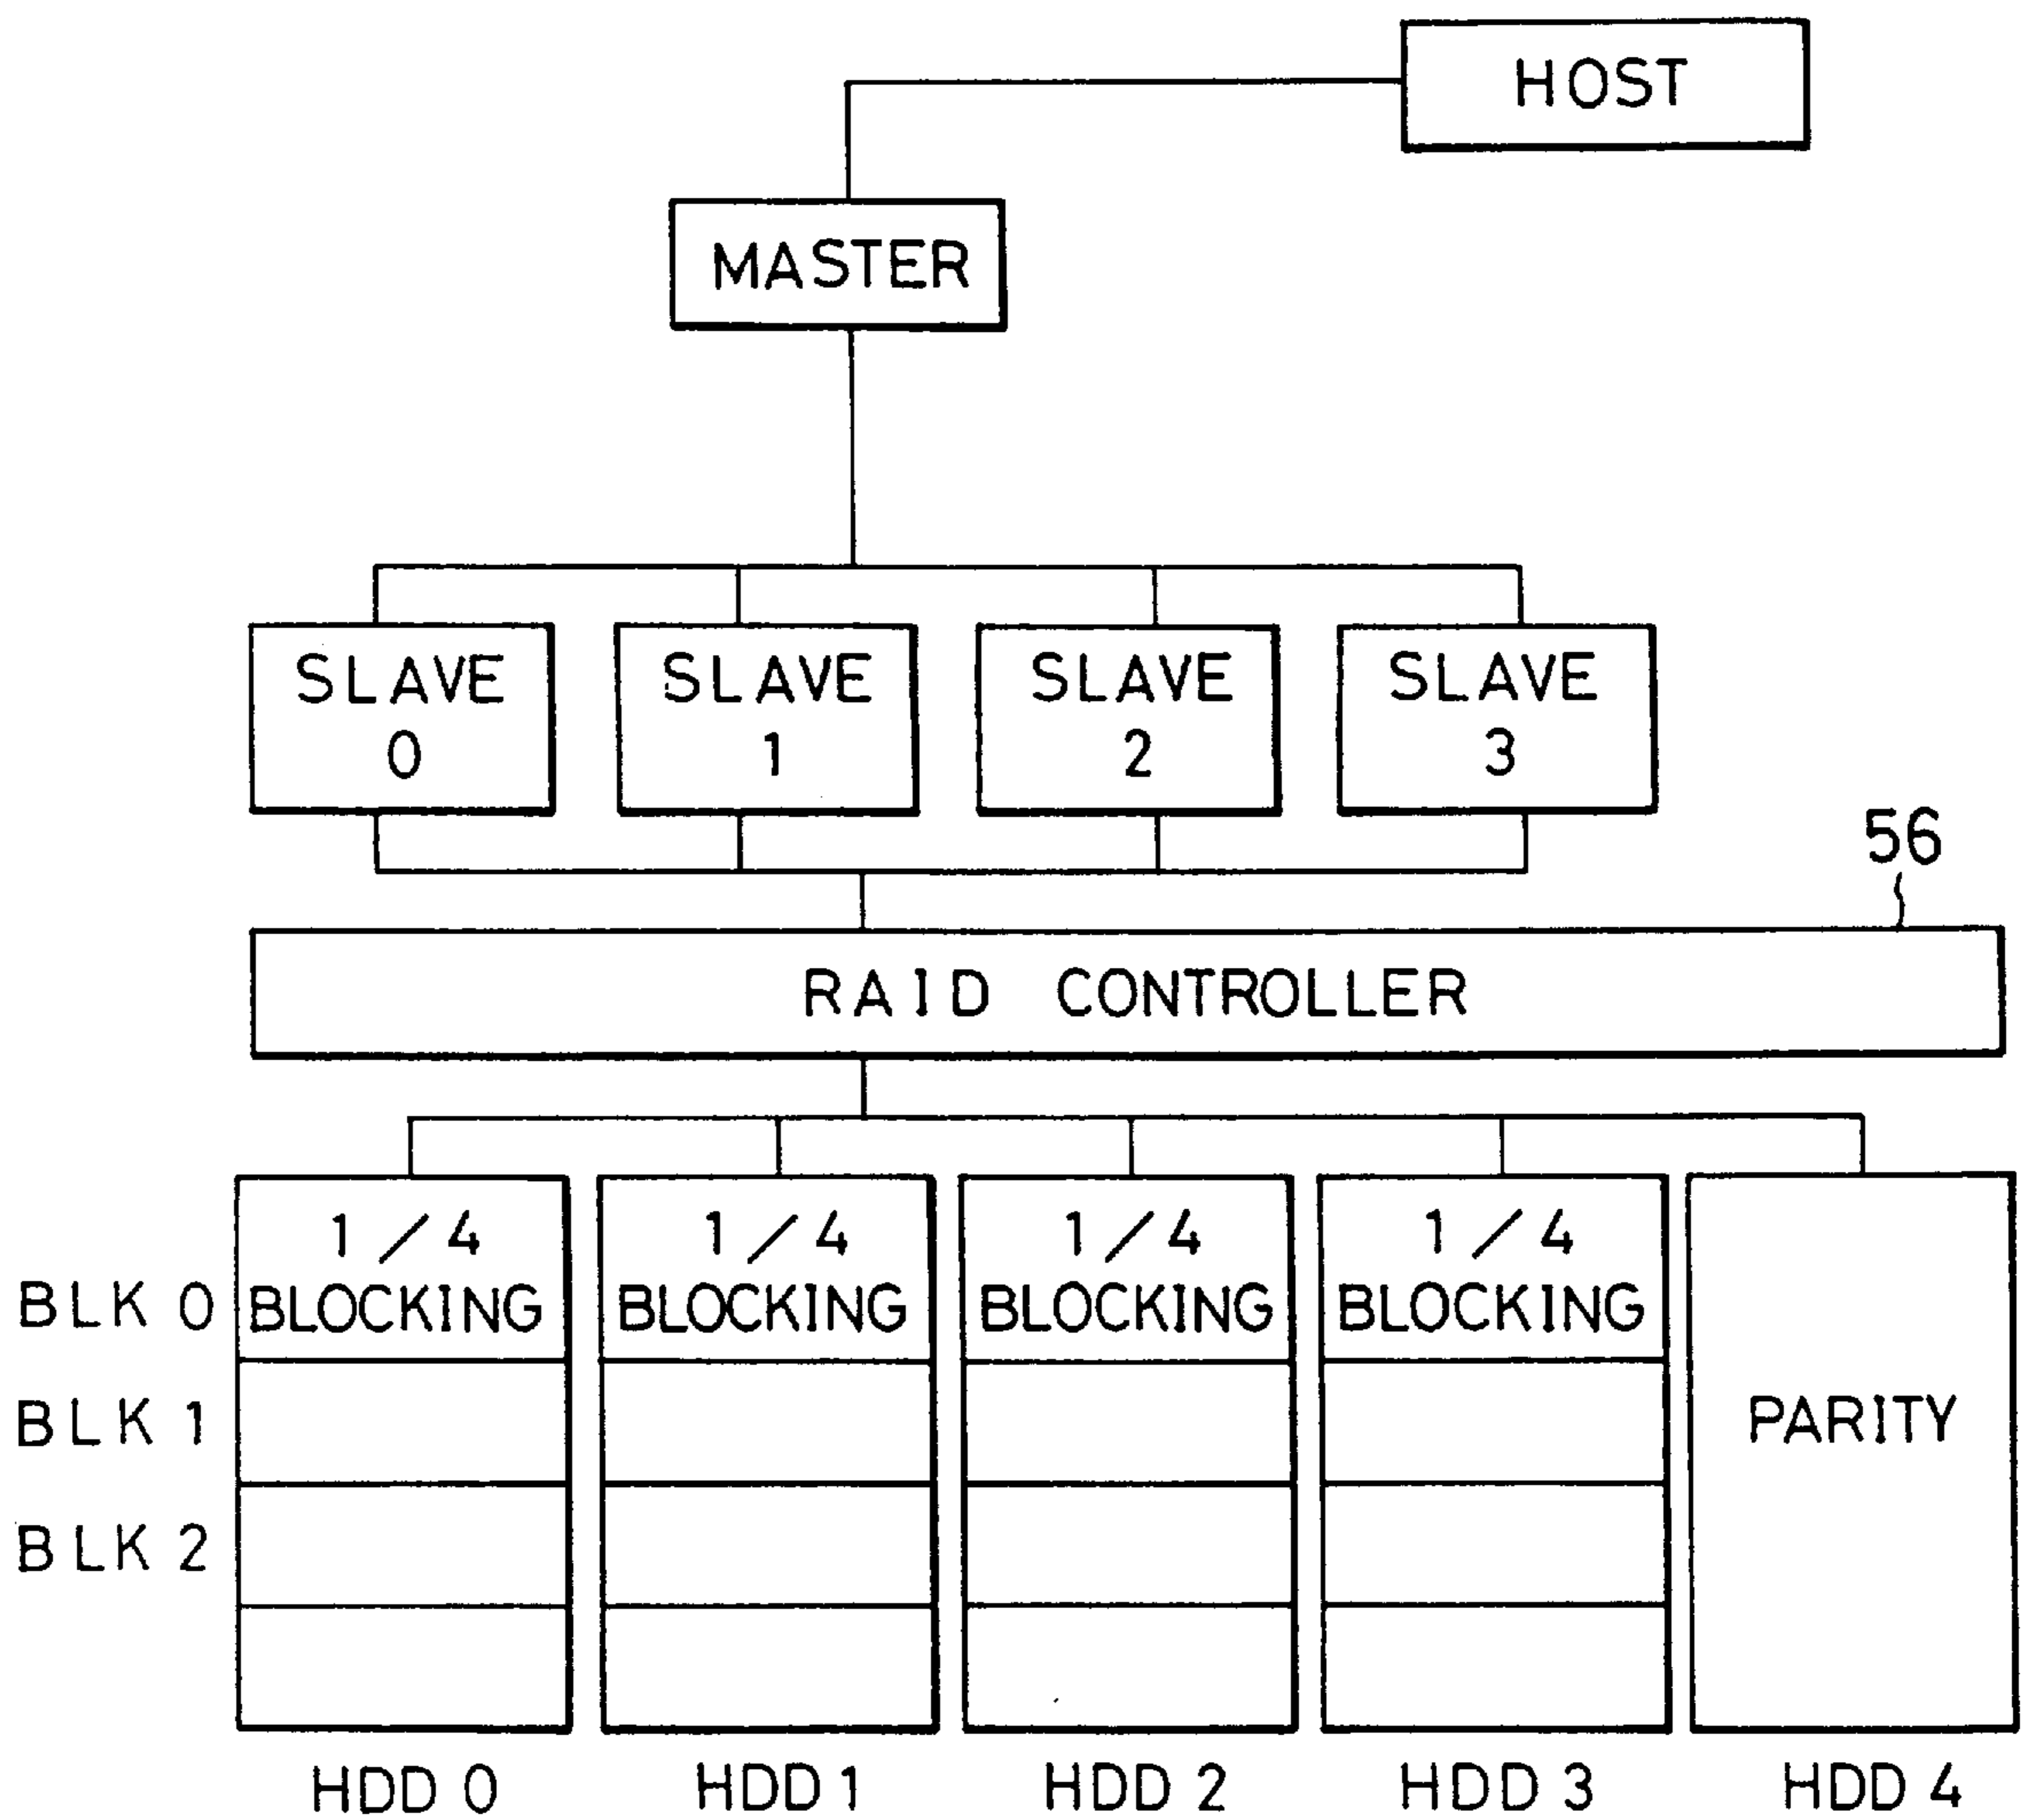 HOST
MASTER
SLAVE
0
SLAVE
1
SLAVE
2
SLAVE
3
56
RAID CONTROLLER
1/4
BLOCKING
1/4
BLOCKING
1/4
BLOCKING
1/4
BLOCKING
BLK 0
BLK 1
PARITY
BLK 2
HDD 0
HDD 1
HDD 2
HDD 3
HDD 4